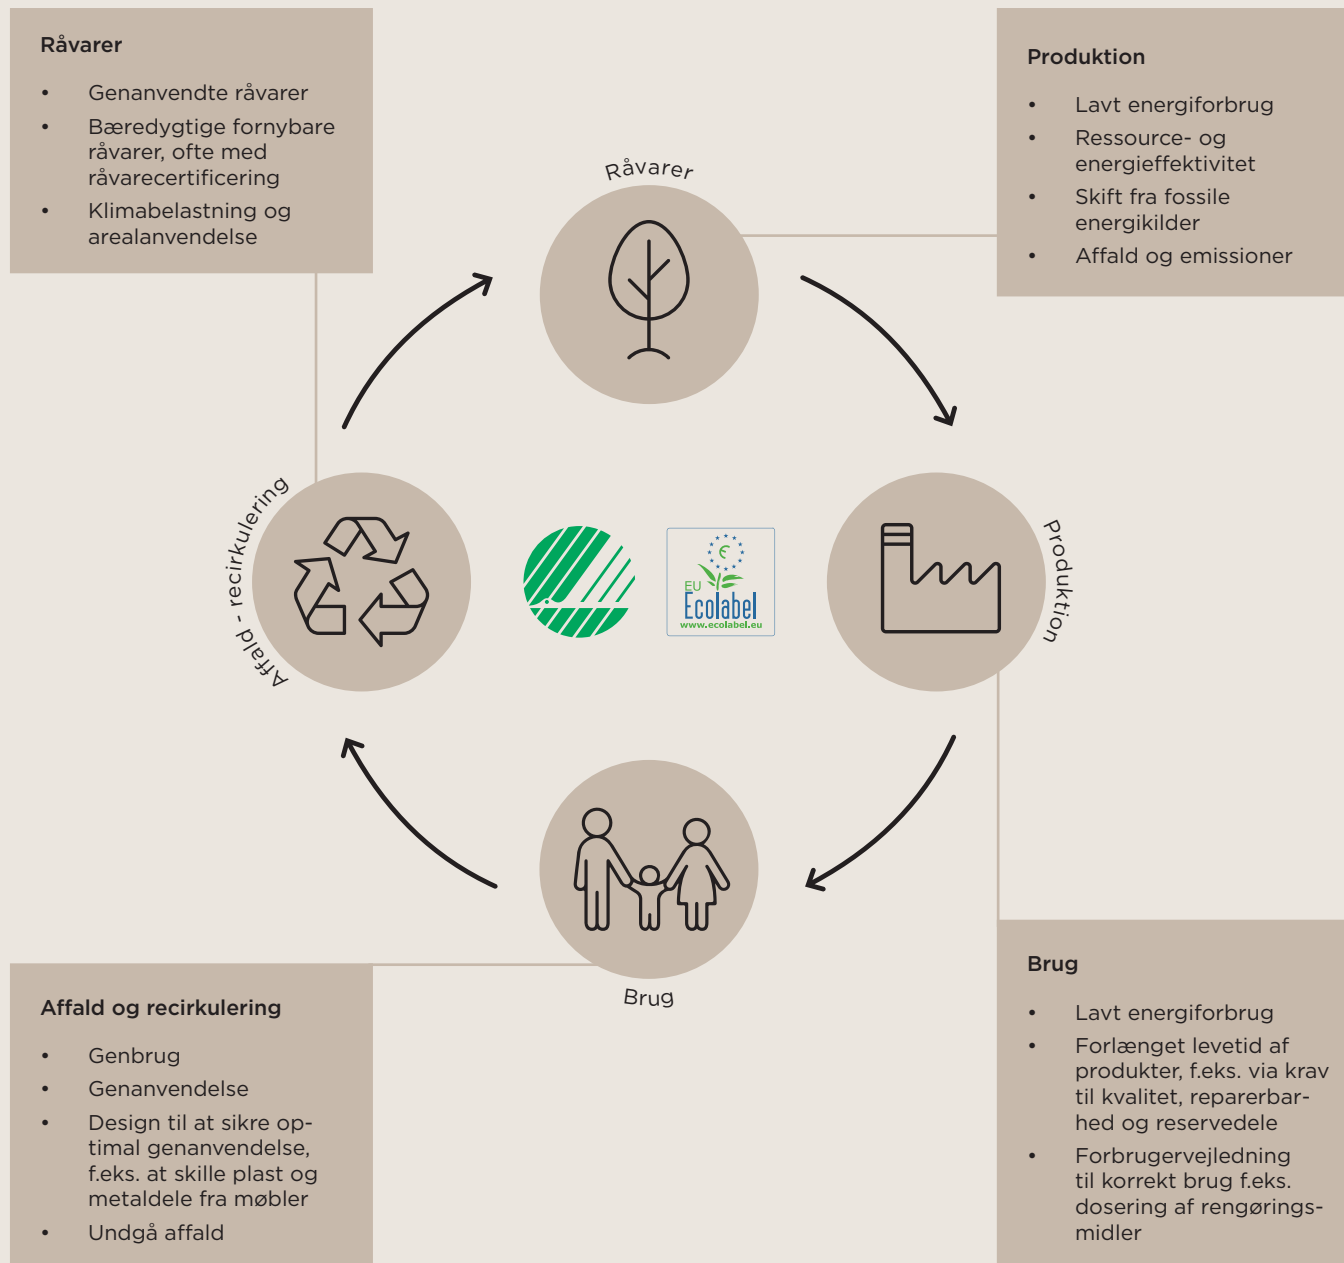 Råvarer
• Genanvendte råvarer
• Bæredygtige fornybare
råvarer, ofte med
råvarecertificering
• Klimabelastning og
arealanvendelse
Produktion
• Lavt energiforbrug
• Ressource- og
energieffektivitet
• Skift fra fossile
energikilder
• Affald og emissioner
Råvarer
Affald - recirkulering
EU
Ecolabel
www.ecolabel.eu
Produktion
Brug
Affald og recirkulering
• Genbrug
• Genanvendelse
• Design til at sikre op-
timal genanvendelse,
f.eks. at skille plast og
metaldele fra møbler
• Undgå affald
Brug
• Lavt energiforbrug
• Forlænget levetid af
produkter, f.eks. via krav
til kvalitet, reparerbar-
hed og reservedele
• Forbrugervejledning
til korrekt brug f.eks.
dosering af rengørings-
midler